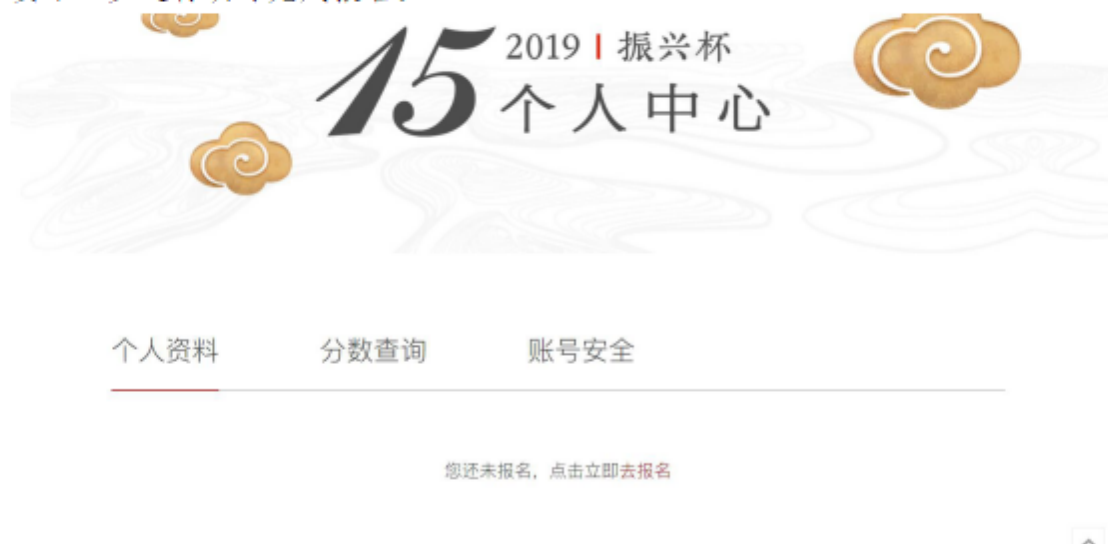 15
2019 | 振兴杯
个人中心
个人资料 分数查询 账号安全
您还未报名，点击立即去报名